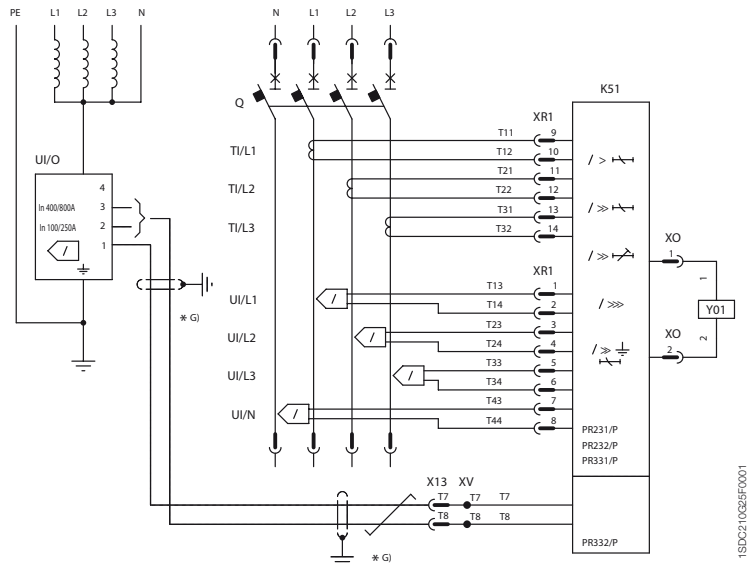 PE L1 L2 L3 N
N L1 L2 L3
Q
K51
XR1
UI/O
4
In 400/800A 3
In 100/250A 2
1
/
* G)
TI/L1
T11 9
T12 10
TI/L2
T21 11
T22 12
TI/L3
T31 13
T32 14
XR1
UI/L1
/
T13 1
T14 2
UI/L2
/
T23 3
T24 4
UI/L3
/
T33 5
T34 6
UI/N
/
T43 7
T44 8
/ >
/ ≫
/ ≫
/ ⋙
/ ≫
XO
1
1
Y01
2
XO
2
PR231/P
PR232/P
PR331/P
X13 XV
T7 T7 T7
T8 T8 T8
PR332/P
* G)
1SDC210G25F0001